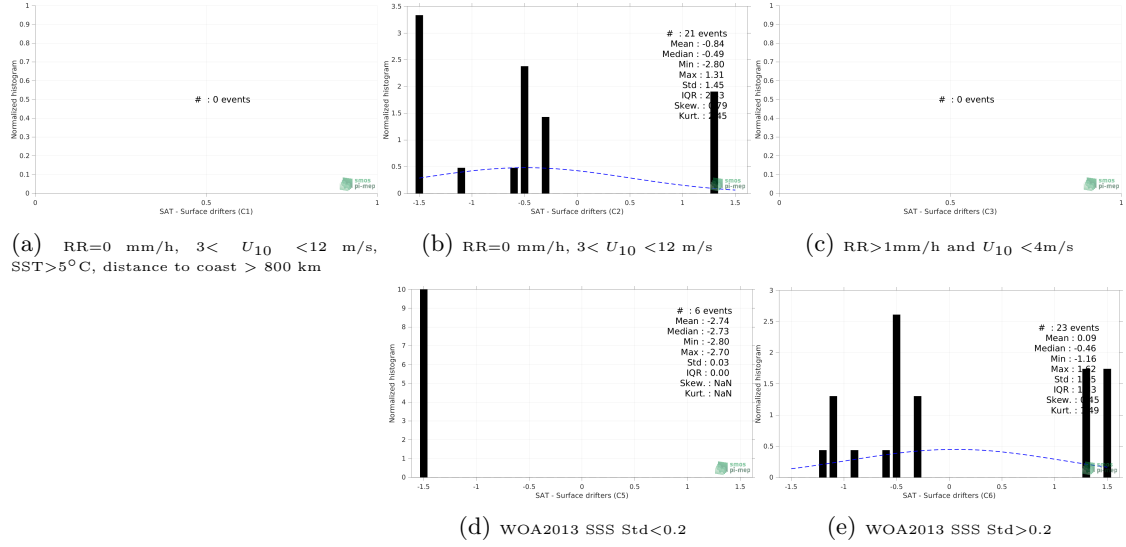 1
0.9
0.8
0.7
0.6
0.5
0.4
0.3
0.2
0.1
0
Normalized histogram
# : 0 events
0 0.5 1
SAT - Surface drifters (C1)
smos
pi-mep
(a) RR=0 mm/h, 3< U10 <12 m/s,
SST>5°C, distance to coast > 800 km
3.5
3
2.5
2
1.5
1
0.5
0
Normalized histogram
# : 21 events
Mean : -0.84
Median : -0.49
Min : -2.80
Max : 1.31
Std : 1.45
IQR :
Skew. :
Kurt. :
-1.5 -1 -0.5 0 0.5 1 1.5
SAT - Surface drifters (C2)
smos
pi-mep
(b) RR=0 mm/h, 3< U10 <12 m/s
1
0.9
0.8
0.7
0.6
0.5
0.4
0.3
0.2
0.1
0
Normalized histogram
# : 0 events
0 0.5 1
SAT - Surface drifters (C3)
smos
pi-mep
(c) RR>1mm/h and U10 <4m/s
10
9
8
7
6
5
4
3
2
1
0
Normalized histogram
# : 6 events
Mean : -2.74
Median : -2.73
Min : -2.80
Max : -2.70
Std : 0.03
IQR : 0.00
Skew. : NaN
Kurt. : NaN
-1.5 -1 -0.5 0 0.5 1 1.5
SAT - Surface drifters (C5)
smos
pi-mep
(d) WOA2013 SSS Std<0.2
3
2.5
2
1.5
1
0.5
0
Normalized histogram
# : 23 events
Mean : 0.09
Median : -0.46
Min : -1.16
Max :
Std :
IQR :
Skew. :
Kurt. :
-1.5 -1 -0.5 0 0.5 1 1.5
SAT - Surface drifters (C6)
smos
pi-mep
(e) WOA2013 SSS Std>0.2